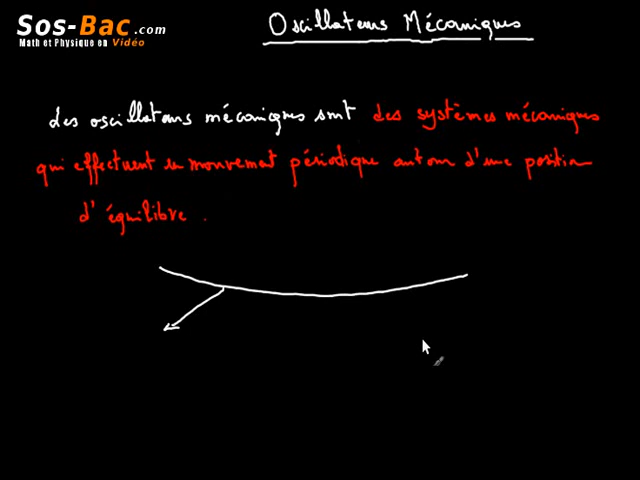 Sos-Bac.com
Math et Physique en Vidéo
Oscillateurs Mécaniques
des oscillateurs mécaniques sont des systèmes mécaniques
qui effectuent un mouvement périodique autour d'une position
d'équilibre.